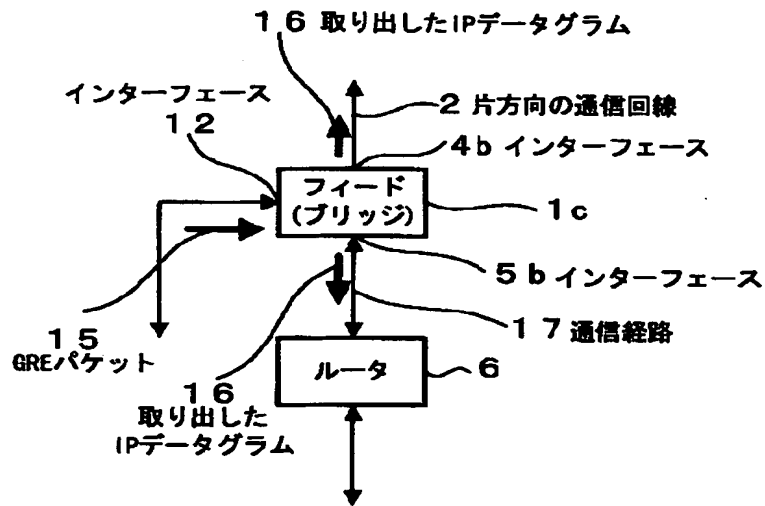 16 取り出したIPデータグラム
インターフェース
12
2 片方向の通信回線
4b インターフェース
フィード
(ブリッジ)
1c
5b インターフェース
17 通信経路
15
GREパケット
ルータ
6
16
取り出した
IPデータグラム